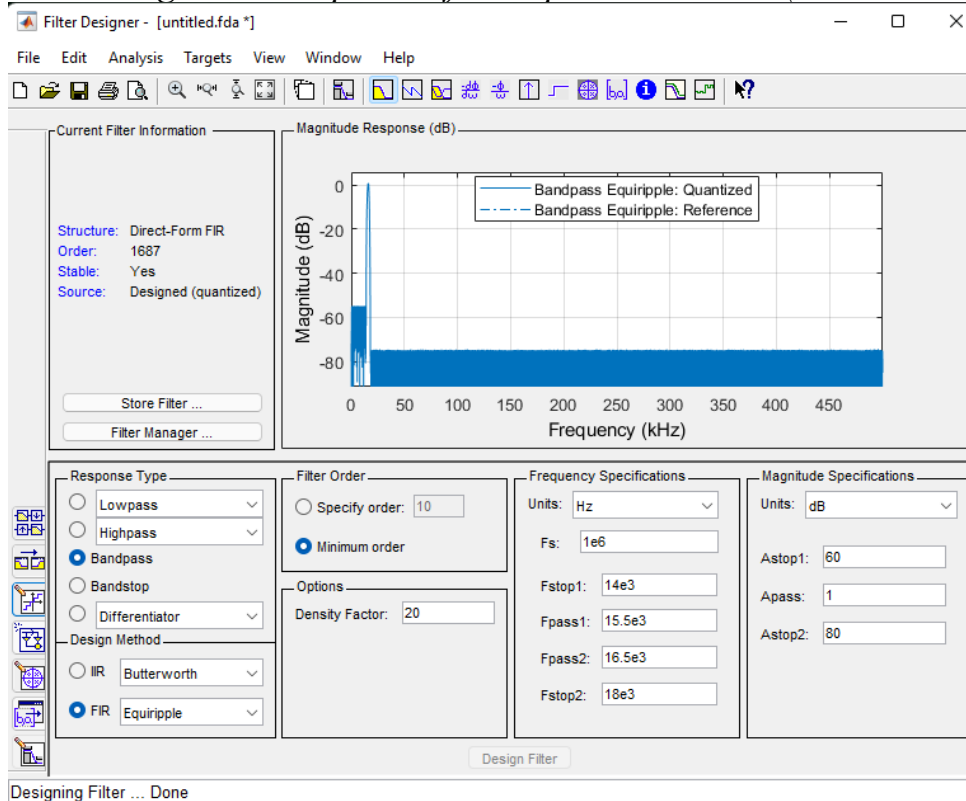 Filter Designer - [untitled.fda *]
File Edit Analysis Targets View Window Help
Current Filter Information
Structure: Direct-Form FIR
Order: 1687
Stable: Yes
Source: Designed (quantized)
Store Filter ...
Filter Manager ...
Magnitude Response (dB)
Bandpass Equiripple: Quantized
Bandpass Equiripple: Reference
Magnitude (dB)
0
-20
-40
-60
-80
0 50 100 150 200 250 300 350 400 450
Frequency (kHz)
Response Type
Lowpass
Highpass
Bandpass
Bandstop
Differentiator
Design Method
IIR Butterworth
FIR Equiripple
Filter Order
Specify order: 10
Minimum order
Options
Density Factor: 20
Frequency Specifications
Units: Hz
Fs: 1e6
Fstop1: 14e3
Fpass1: 15.5e3
Fpass2: 16.5e3
Fstop2: 18e3
Magnitude Specifications
Units: dB
Astop1: 60
Apass: 1
Astop2: 80
Design Filter
Designing Filter ... Done